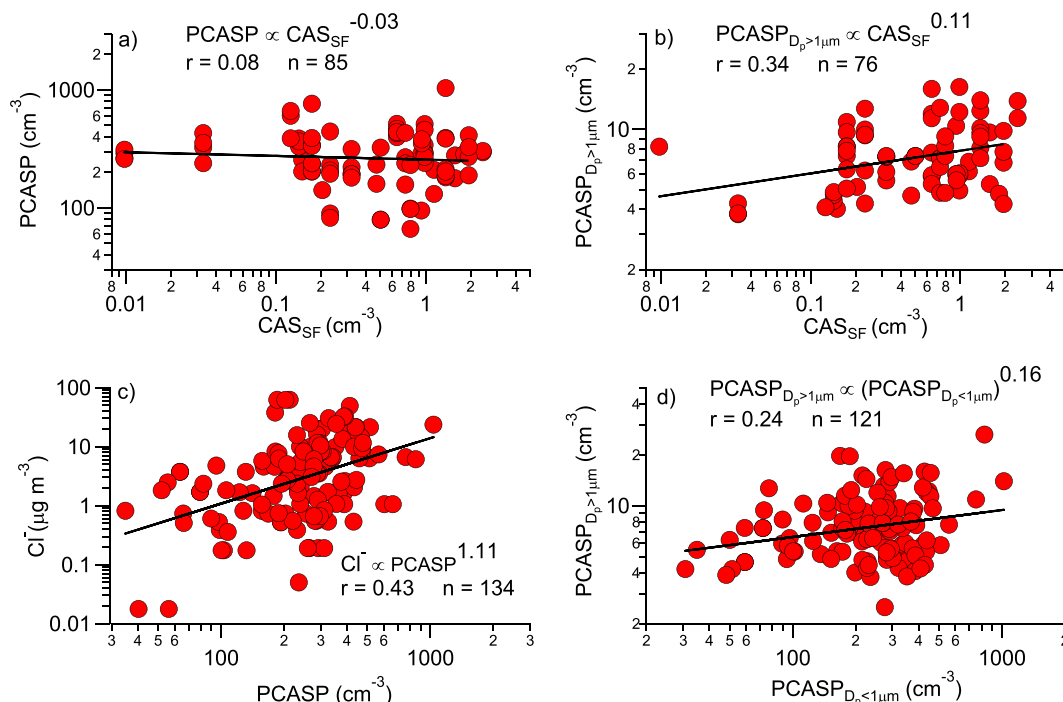 a) PCASP ∝ CAS_SF^-0.03
r = 0.08 n = 85
2
1000
8
6
4
2
100
8
6
4
PCASP (cm^-3)
8 0.01 2 4 6 8 0.1 2 4 6 8 1 2 4
CAS_SF (cm^-3)
b) PCASP_Dp>1μm ∝ CAS_SF^0.11
r = 0.34 n = 76
2
10
8
6
4
2
PCASP_Dp>1μm (cm^-3)
8 0.01 2 4 6 8 0.1 2 4 6 8 1 2 4
CAS_SF (cm^-3)
c)
100
10
1
0.1
0.01
Cl^- (μg m^-3)
Cl^- ∝ PCASP^1.11
r = 0.43 n = 134
3 4 5 6 100 2 3 4 5 6 1000 2 3
PCASP (cm^-3)
d) PCASP_Dp>1μm ∝ (PCASP_Dp<1μm)^0.16
r = 0.24 n = 121
4
2
10
8
6
4
2
PCASP_Dp>1μm (cm^-3)
2 3 4 5 6 100 2 3 4 5 6 1000 2
PCASP_Dp<1μm (cm^-3)